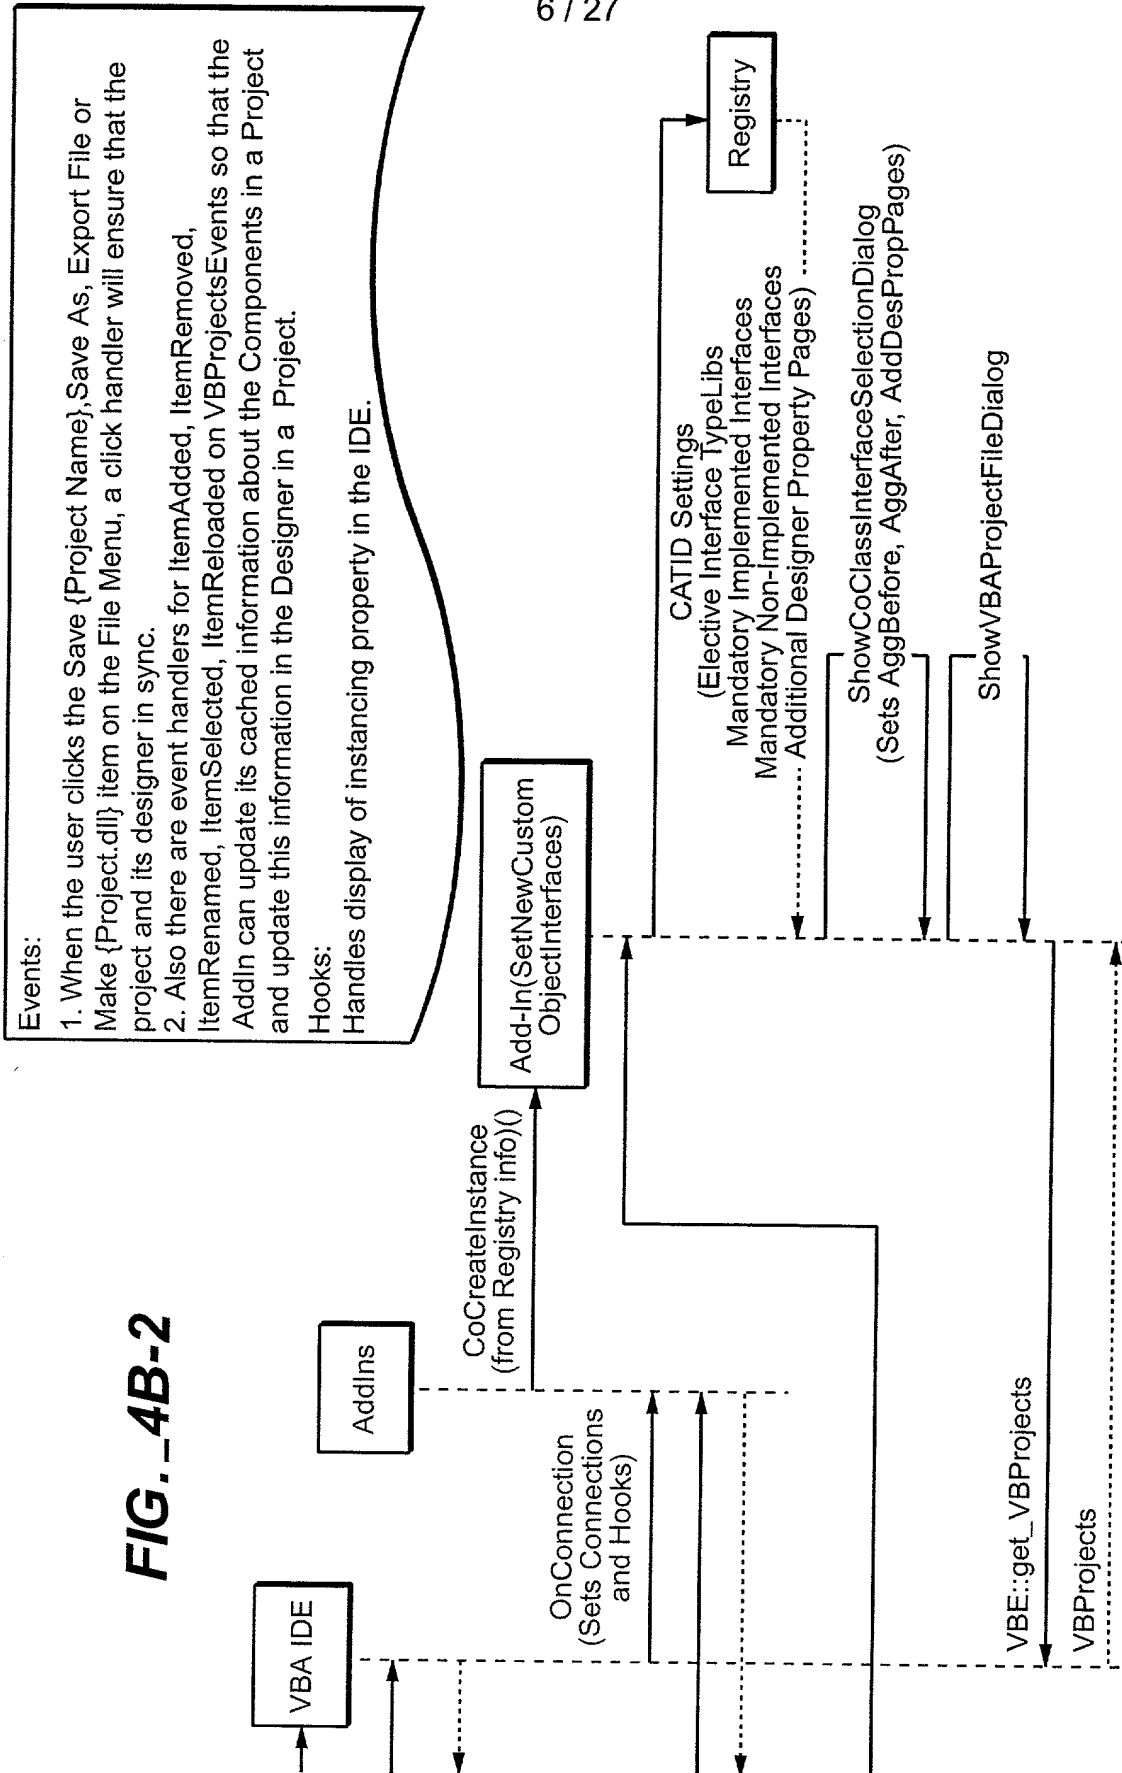 6 / 27
FIG._4B-2
Events:
1. When the user clicks the Save {Project Name},Save As, Export File or
Make {Project.dll} item on the File Menu, a click handler will ensure that the
project and its designer in sync.
2. Also there are event handlers for ItemAdded, ItemRemoved,
ItemRenamed, ItemSelected, ItemReloaded on VBProjectsEvents so that the
AddIn can update its cached information about the Components in a Project
and update this information in the Designer in a Project.
Hooks:
Handles display of instancing property in the IDE.
VBA IDE
AddIns
CoCreateInstance
(from Registry info)()
Add-In(SetNewCustom
ObjectInterfaces)
Registry
OnConnection
(Sets Connections
and Hooks)
CATID Settings
(Elective Interface TypeLibs
Mandatory Implemented Interfaces
Mandatory Non-Implemented Interfaces
Additional Designer Property Pages)
ShowCoClassInterfaceSelectionDialog
(Sets AggBefore, AggAfter, AddDesPropPages)
ShowVBAProjectFileDialog
VBE::get_VBProjects
VBProjects